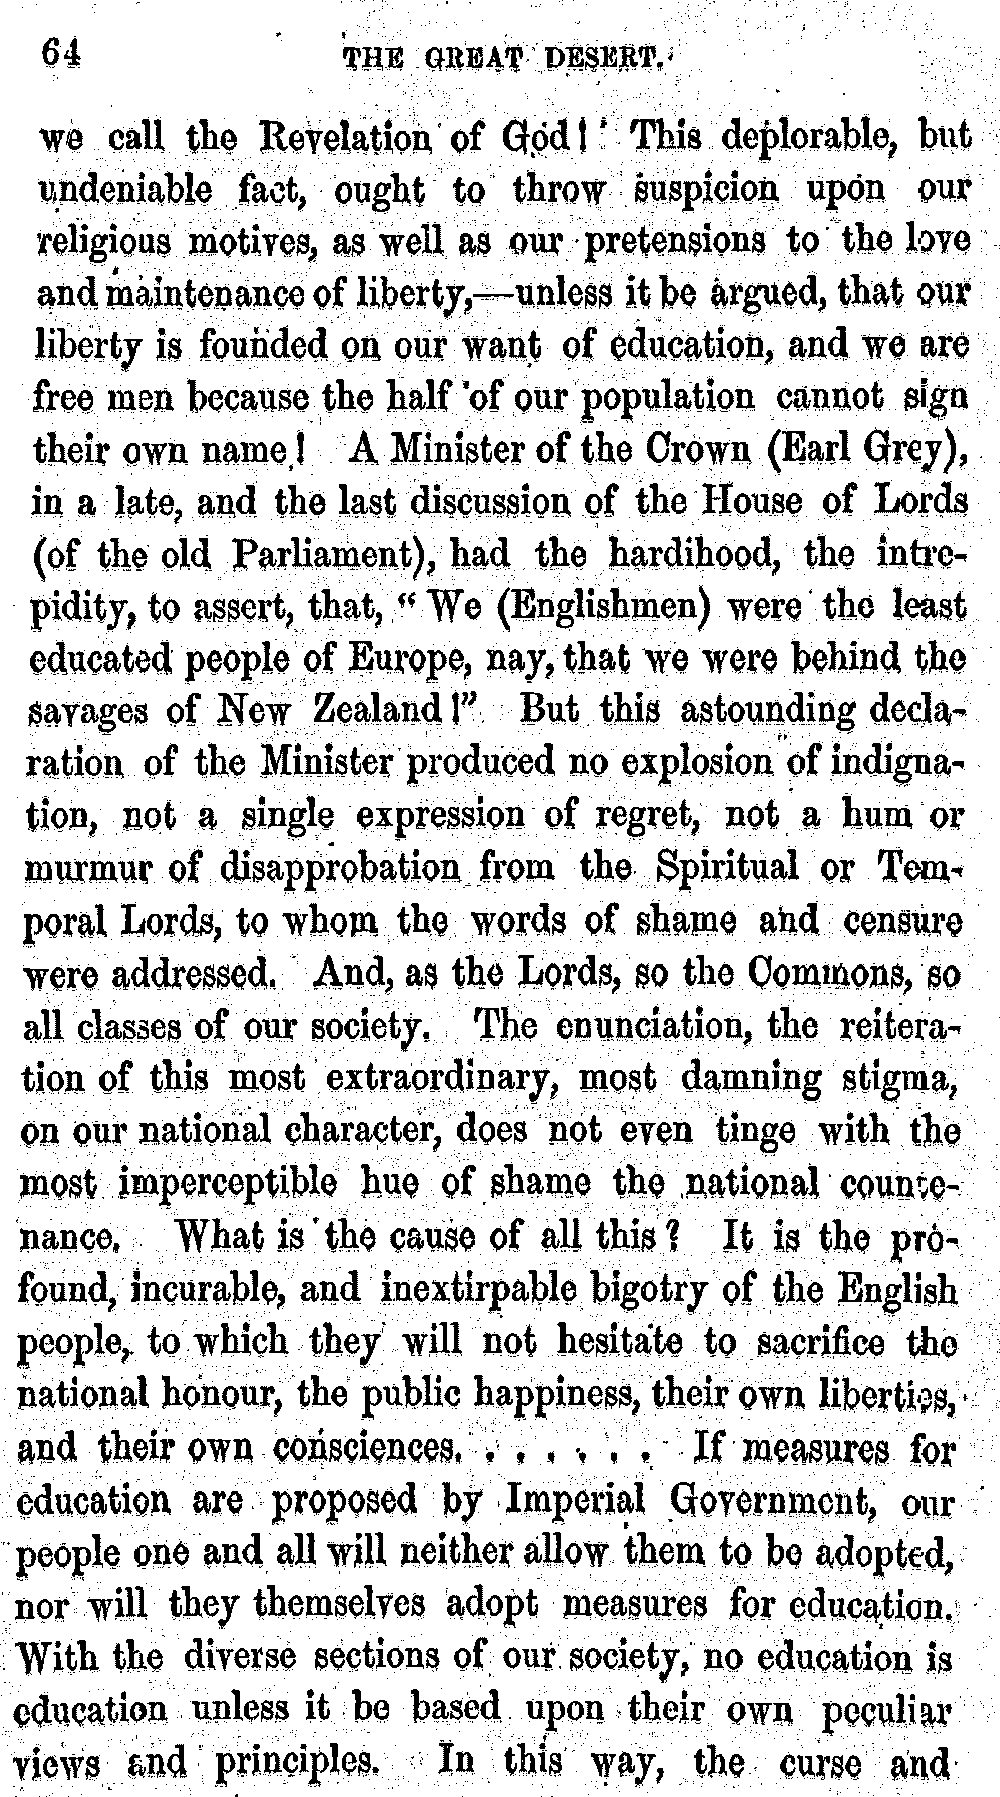 64 THE GREAT DESERT.
we call the Revelation of God! This deplorable, but
undeniable fact, ought to throw suspicion upon our
religious motives, as well as our pretensions to the love
and maintenance of liberty,—unless it be argued, that our
liberty is founded on our want of education, and we are
free men because the half of our population cannot sign
their own name! A Minister of the Crown (Earl Grey),
in a late, and the last discussion of the House of Lords
(of the old Parliament), had the hardihood, the intre-
pidity, to assert, that, “We (Englishmen) were the least
educated people of Europe, nay, that we were behind the
savages of New Zealand!” But this astounding decla-
ration of the Minister produced no explosion of indigna-
tion, not a single expression of regret, not a hum or
murmur of disapprobation from the Spiritual or Tem-
poral Lords, to whom the words of shame and censure
were addressed. And, as the Lords, so the Commons, so
all classes of our society. The enunciation, the reitera-
tion of this most extraordinary, most damning stigma,
on our national character, does not even tinge with the
most imperceptible hue of shame the national counte-
nance. What is the cause of all this? It is the pro-
found, incurable, and inextirpable bigotry of the English
people, to which they will not hesitate to sacrifice the
national honour, the public happiness, their own liberties,
and their own consciences. . . . . . . If measures for
education are proposed by Imperial Government, our
people one and all will neither allow them to be adopted,
nor will they themselves adopt measures for education.
With the diverse sections of our society, no education is
education unless it be based upon their own peculiar
views and principles. In this way, the curse and